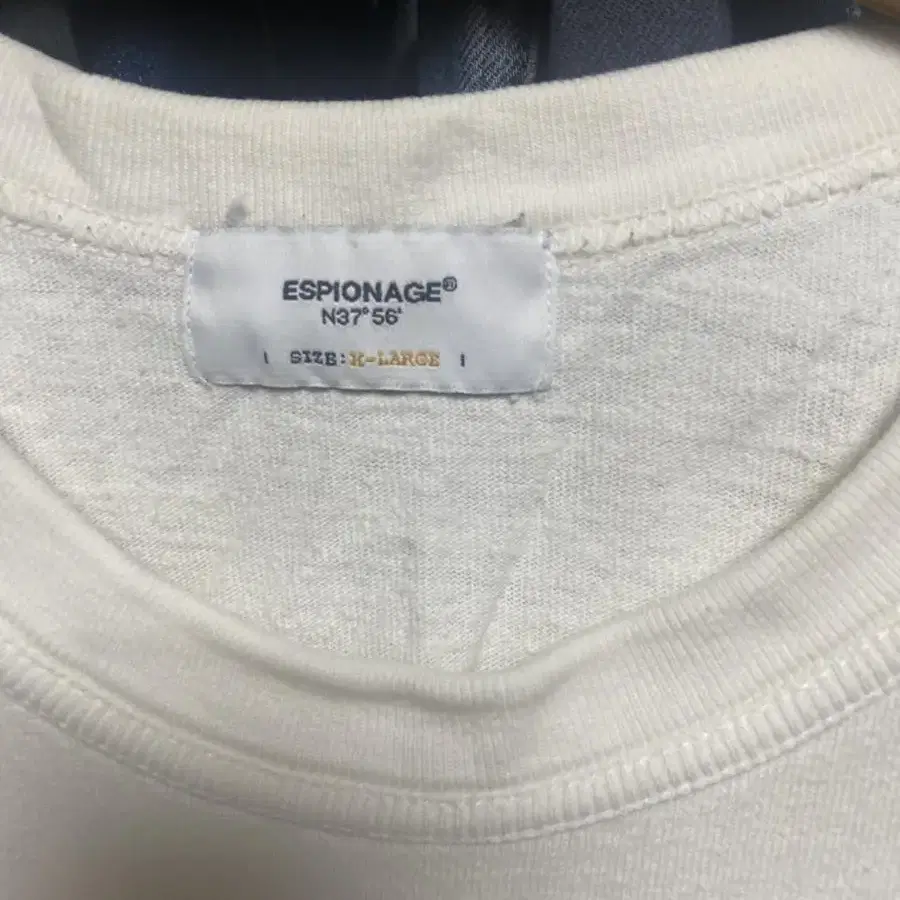 ESPIONAGE®
N37°56'
| SIZE:X-LARGE |